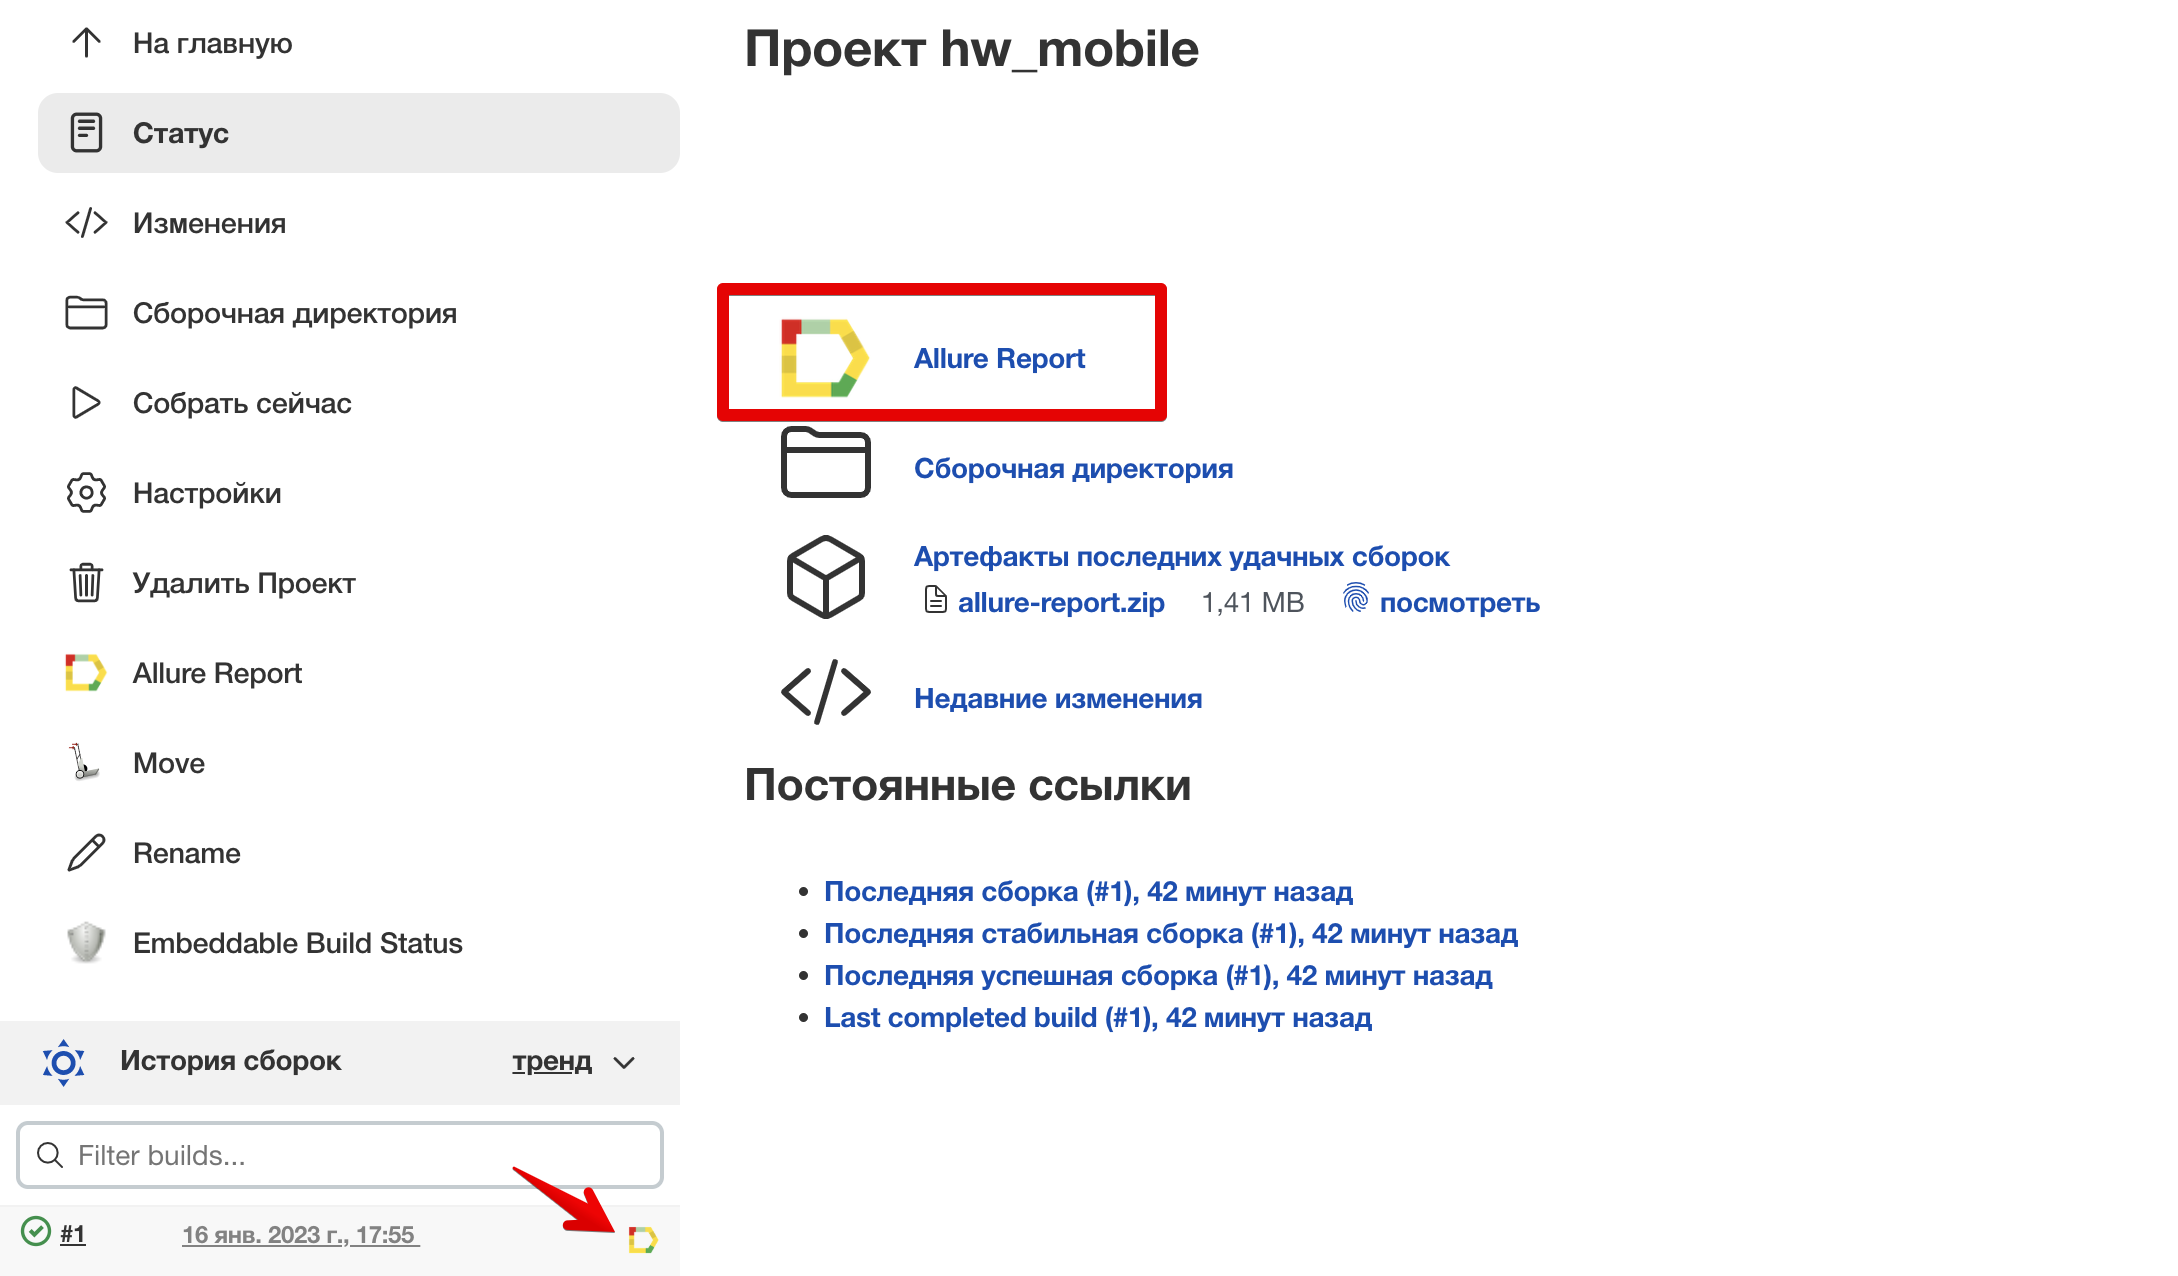 На главную
Статус
Изменения
Сборочная директория
Собрать сейчас
Настройки
Удалить Проект
Allure Report
Move
Rename
Embeddable Build Status
История сборок тренд
Filter builds...
#1 16 янв. 2023 г., 17:55
Проект hw_mobile
Allure Report
Сборочная директория
Артефакты последних удачных сборок
allure-report.zip 1,41 MB посмотреть
Недавние изменения
Постоянные ссылки
Последняя сборка (#1), 42 минут назад
Последняя стабильная сборка (#1), 42 минут назад
Последняя успешная сборка (#1), 42 минут назад
Last completed build (#1), 42 минут назад